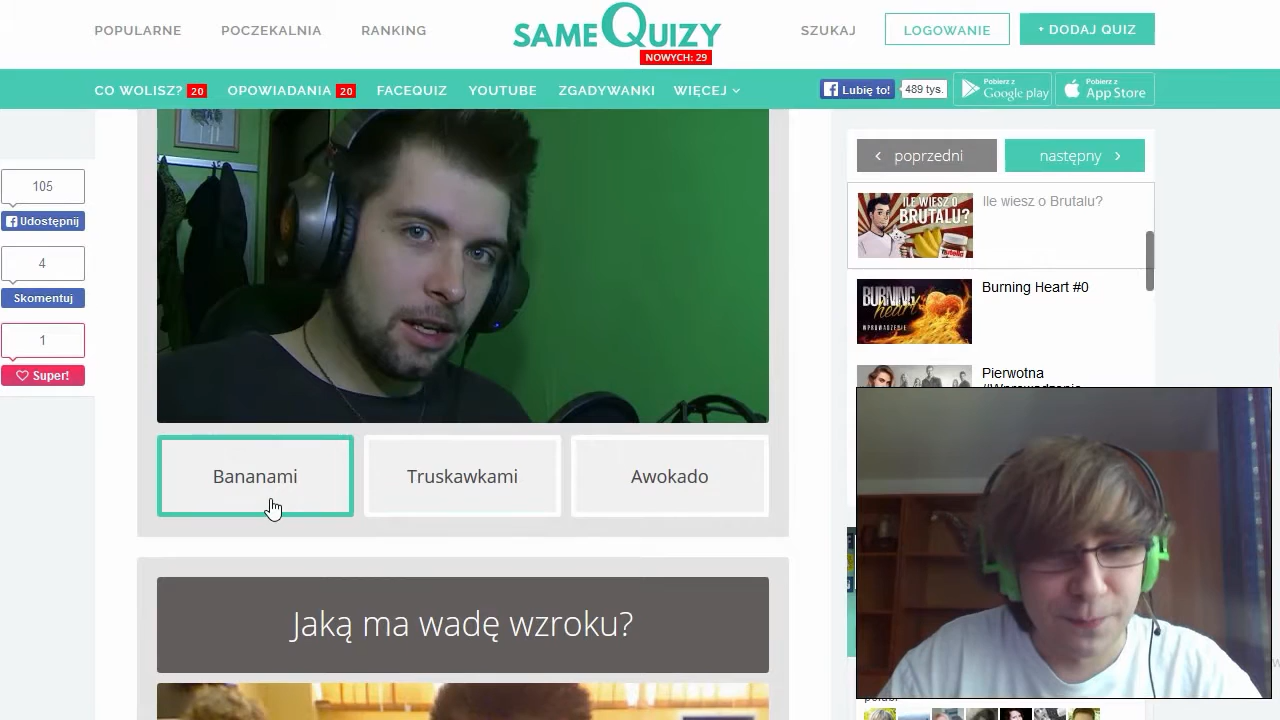 POPULARNE POCZEKALNIA RANKING
SAMEQUIZY
NOWYCH: 29
SZUKAJ LOGOWANIE + DODAJ QUIZ
CO WOLISZ? 20 OPOWIADANIA 20 FACEQUIZ YOUTUBE ZGADYWANKI WIĘCEJ
Lubię to! 489 tys.
Pobierz z Google play
Pobierz z App Store
105
Udostępnij
4
Skomentuj
1
Super!
poprzedni następny
ILE WIESZ O BRUTALU?
nutella
Ile wiesz o Brutalu?
BURNING heart
WPROWADZENIE
Burning Heart #0
Pierwotna
Bananami Truskawkami Awokado
Jaką ma wadę wzroku?